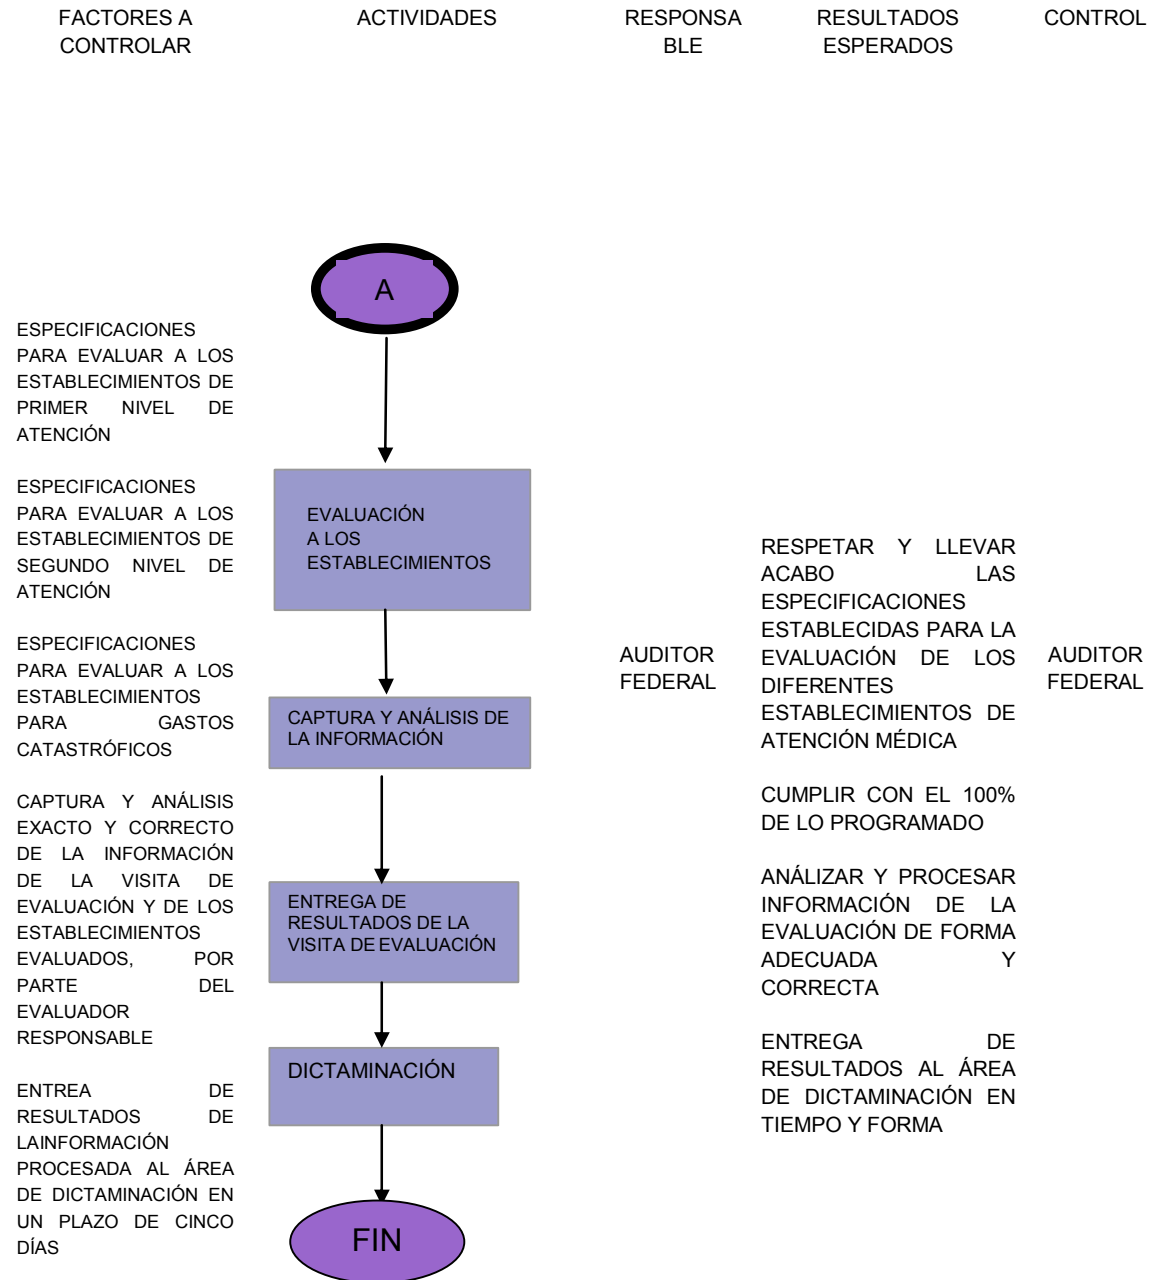 FACTORES A
CONTROLAR
ACTIVIDADES
RESPONSA
BLE
RESULTADOS
ESPERADOS
CONTROL
ESPECIFICACIONES
PARA EVALUAR A LOS
ESTABLECIMIENTOS DE
PRIMER NIVEL DE
ATENCIÓN
ESPECIFICACIONES
PARA EVALUAR A LOS
ESTABLECIMIENTOS DE
SEGUNDO NIVEL DE
ATENCIÓN
ESPECIFICACIONES
PARA EVALUAR A LOS
ESTABLECIMIENTOS
PARA GASTOS
CATASTRÓFICOS
CAPTURA Y ANÁLISIS
EXACTO Y CORRECTO
DE LA INFORMACIÓN
DE LA VISITA DE
EVALUACIÓN Y DE LOS
ESTABLECIMIENTOS
EVALUADOS, POR
PARTE DEL
EVALUADOR
RESPONSABLE
ENTREA DE
RESULTADOS DE
LAINFORMACIÓN
PROCESADA AL ÁREA
DE DICTAMINACIÓN EN
UN PLAZO DE CINCO
DÍAS
A
EVALUACIÓN
A LOS
ESTABLECIMIENTOS
CAPTURA Y ANÁLISIS DE
LA INFORMACIÓN
ENTREGA DE
RESULTADOS DE LA
VISITA DE EVALUACIÓN
DICTAMINACIÓN
FIN
AUDITOR
FEDERAL
RESPETAR Y LLEVAR
ACABO LAS
ESPECIFICACIONES
ESTABLECIDAS PARA LA
EVALUACIÓN DE LOS
DIFERENTES
ESTABLECIMIENTOS DE
ATENCIÓN MÉDICA
CUMPLIR CON EL 100%
DE LO PROGRAMADO
ANÁLIZAR Y PROCESAR
INFORMACIÓN DE LA
EVALUACIÓN DE FORMA
ADECUADA Y
CORRECTA
ENTREGA DE
RESULTADOS AL ÁREA
DE DICTAMINACIÓN EN
TIEMPO Y FORMA
AUDITOR
FEDERAL